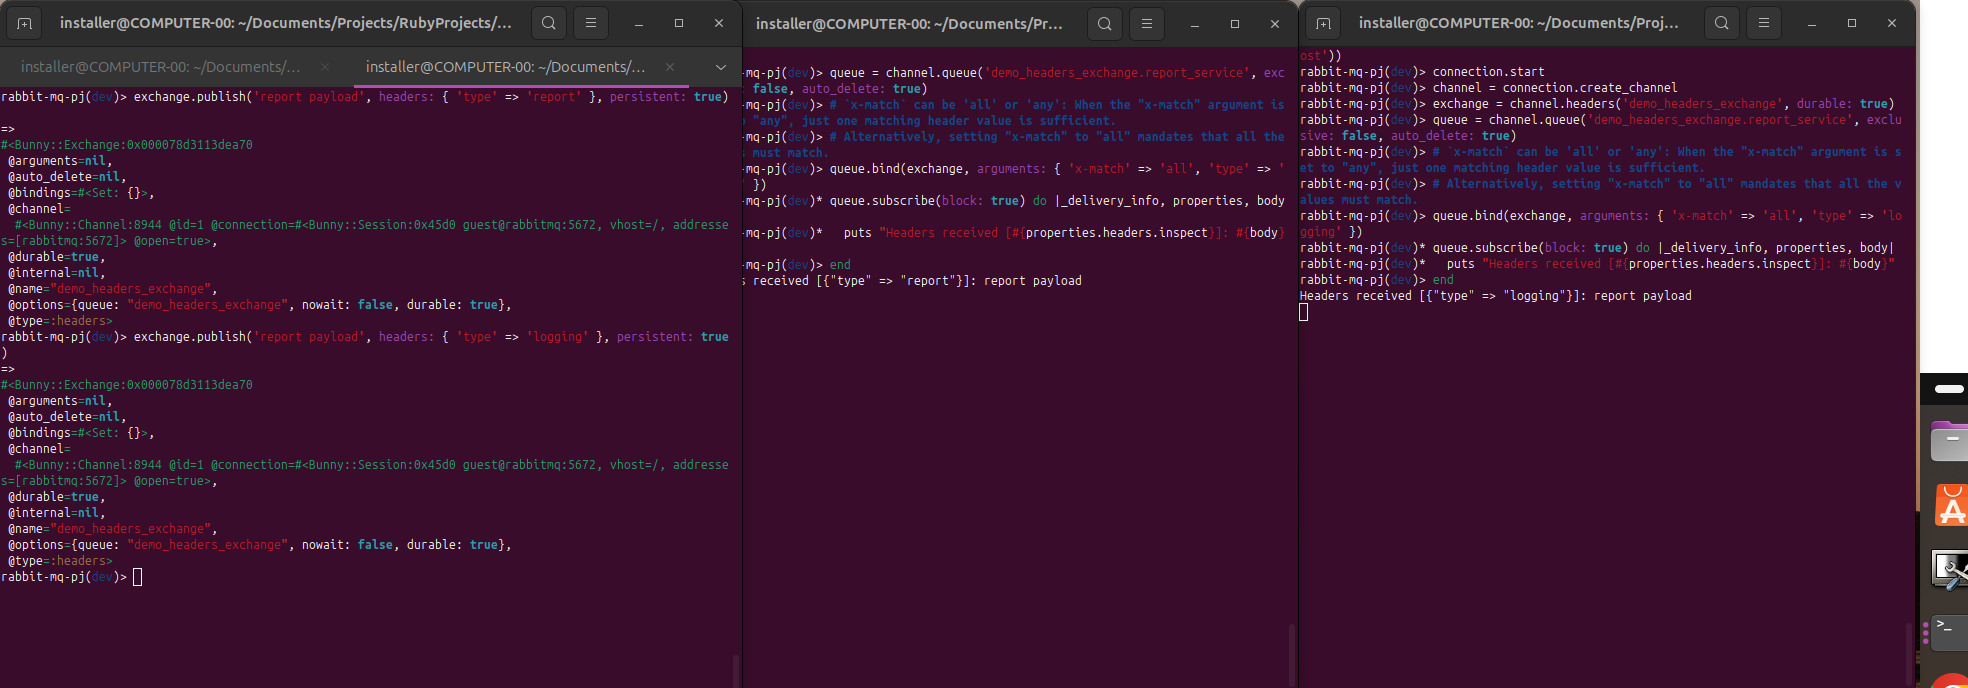 installer@COMPUTER-00: ~/Documents/Projects/RubyProjects/...
installer@COMPUTER-00: ~/Documents/...
installer@COMPUTER-00: ~/Documents/...
rabbit-mq-pj(dev)> exchange.publish('report payload', headers: { 'type' => 'report' }, persistent: true)
=>
#<Bunny::Exchange:0x000078d3113dea70
@arguments=nil,
@auto_delete=nil,
@bindings=#<Set: {}>,
@channel=
#<Bunny::Channel:8944 @id=1 @connection=#<Bunny::Session:0x45d0 guest@rabbitmq:5672, vhost=/, addresse
s=[rabbitmq:5672]> @open=true>,
@durable=true,
@internal=nil,
@name="demo_headers_exchange",
@options={queue: "demo_headers_exchange", nowait: false, durable: true},
@type=:headers>
rabbit-mq-pj(dev)> exchange.publish('report payload', headers: { 'type' => 'logging' }, persistent: true
)
=>
#<Bunny::Exchange:0x000078d3113dea70
@arguments=nil,
@auto_delete=nil,
@bindings=#<Set: {}>,
@channel=
#<Bunny::Channel:8944 @id=1 @connection=#<Bunny::Session:0x45d0 guest@rabbitmq:5672, vhost=/, addresse
s=[rabbitmq:5672]> @open=true>,
@durable=true,
@internal=nil,
@name="demo_headers_exchange",
@options={queue: "demo_headers_exchange", nowait: false, durable: true},
@type=:headers>
rabbit-mq-pj(dev)>
installer@COMPUTER-00: ~/Documents/Pr...
-mq-pj(dev)> queue = channel.queue('demo_headers_exchange.report_service', exc
false, auto_delete: true)
-mq-pj(dev)> # `x-match` can be 'all' or 'any': When the "x-match" argument is
"any", just one matching header value is sufficient.
-mq-pj(dev)> # Alternatively, setting "x-match" to "all" mandates that all the
s must match.
-mq-pj(dev)> queue.bind(exchange, arguments: { 'x-match' => 'all', 'type' => '
' })
-mq-pj(dev)* queue.subscribe(block: true) do |_delivery_info, properties, body
-mq-pj(dev)* puts "Headers received [#{properties.headers.inspect}]: #{body}
-mq-pj(dev)> end
s received [{"type" => "report"}]: report payload
installer@COMPUTER-00: ~/Documents/Proj...
ost'))
rabbit-mq-pj(dev)> connection.start
rabbit-mq-pj(dev)> channel = connection.create_channel
rabbit-mq-pj(dev)> exchange = channel.headers('demo_headers_exchange', durable: true)
rabbit-mq-pj(dev)> queue = channel.queue('demo_headers_exchange.report_service', exclu
sive: false, auto_delete: true)
rabbit-mq-pj(dev)> # `x-match` can be 'all' or 'any': When the "x-match" argument is s
et to "any", just one matching header value is sufficient.
rabbit-mq-pj(dev)> # Alternatively, setting "x-match" to "all" mandates that all the v
alues must match.
rabbit-mq-pj(dev)> queue.bind(exchange, arguments: { 'x-match' => 'all', 'type' => 'lo
gging' })
rabbit-mq-pj(dev)* queue.subscribe(block: true) do |_delivery_info, properties, body|
rabbit-mq-pj(dev)* puts "Headers received [#{properties.headers.inspect}]: #{body}"
rabbit-mq-pj(dev)> end
Headers received [{"type" => "logging"}]: report payload